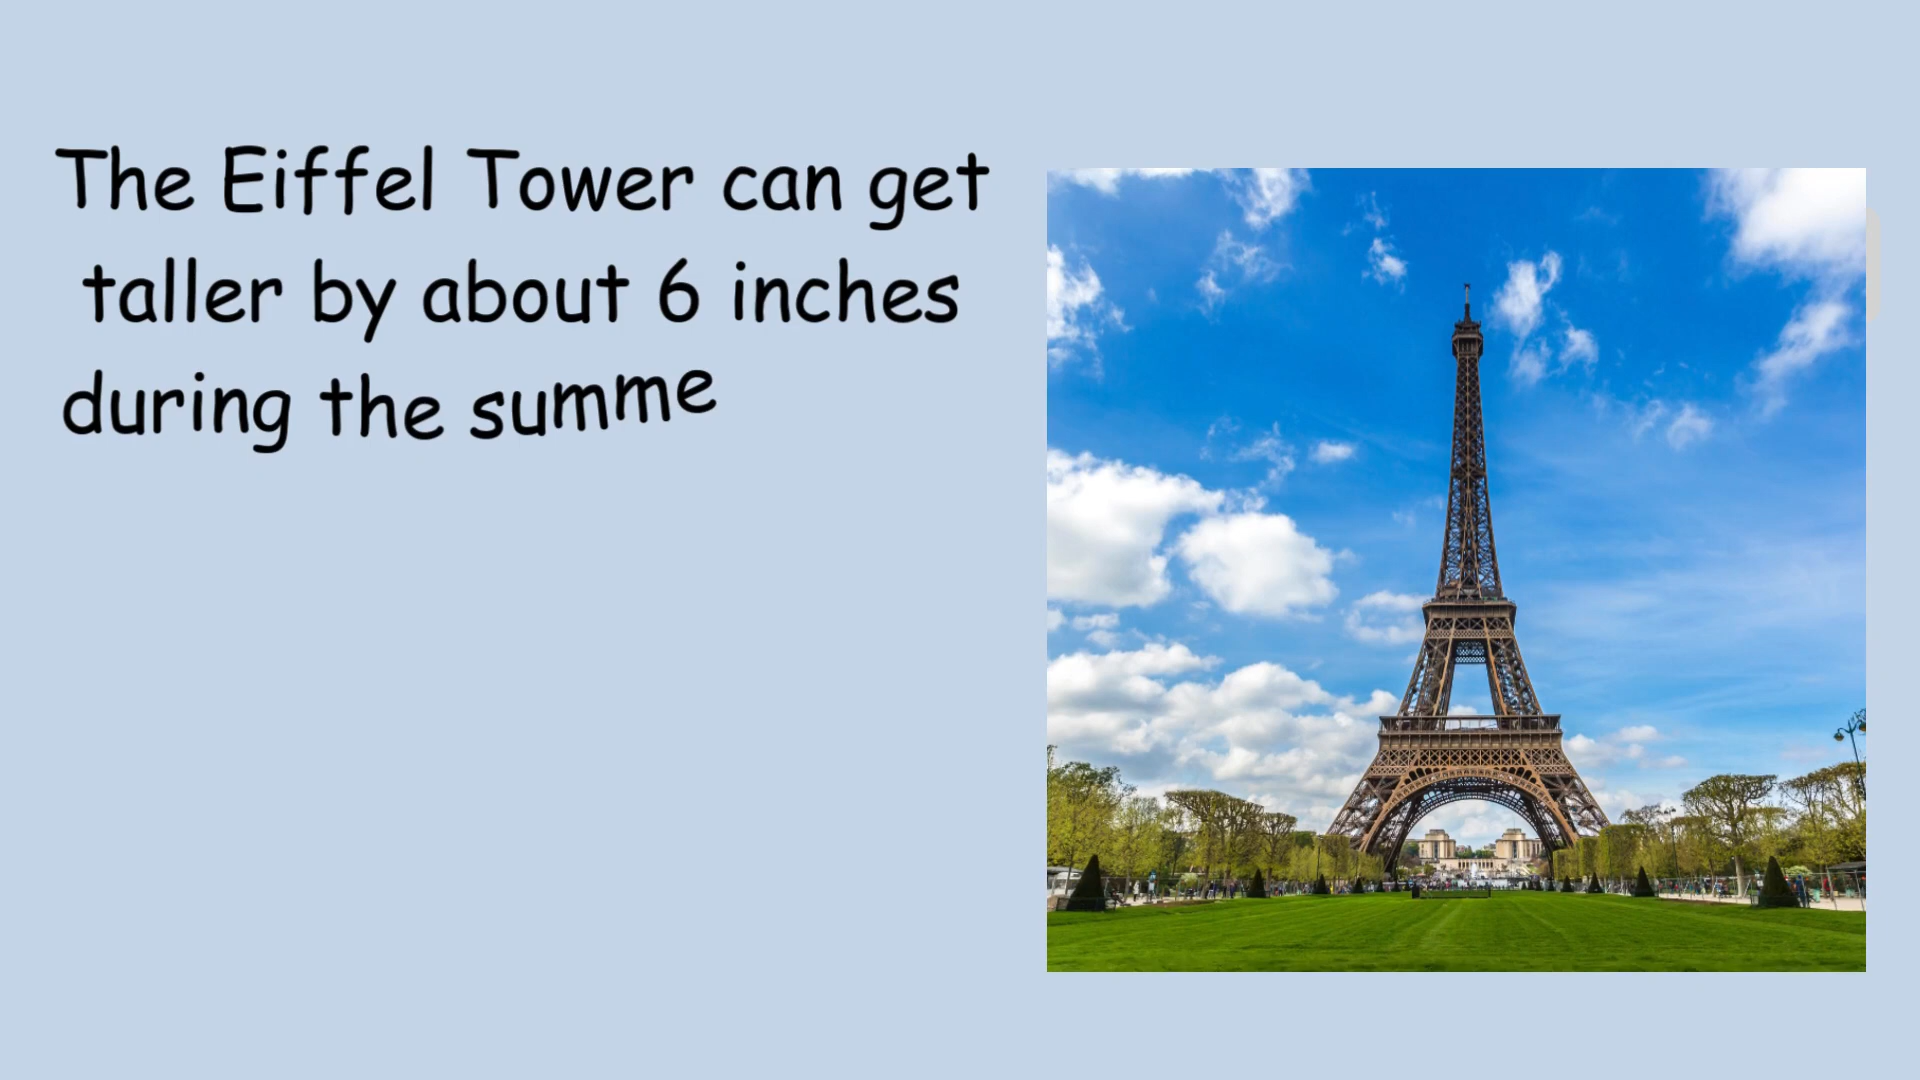 The Eiffel Tower can get
taller by about 6 inches
during the summe